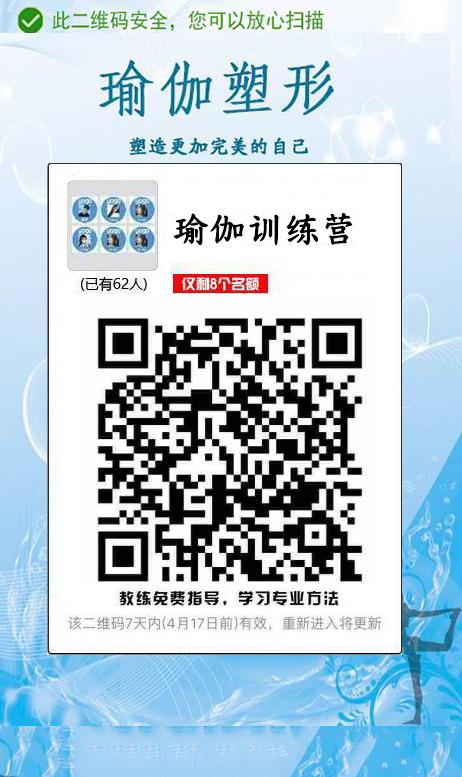 此二维码安全，您可以放心扫描
瑜伽塑形
塑造更加完美的自己
瑜伽训练营
(已有62人)
仅剩8个名额
教练免费指导，学习专业方法
该二维码7天内(4月17日前)有效，重新进入将更新